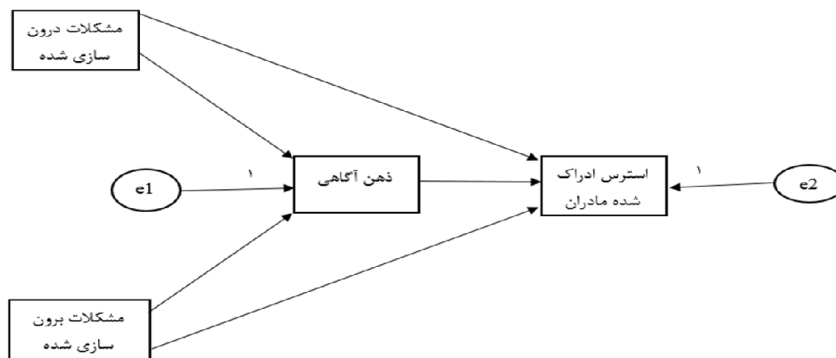 مشکلات درون
سازی شده
e1
۱
ذهن آگاهی
استرس ادراک
شده مادران
۱
e2
مشکلات برون
سازی شده